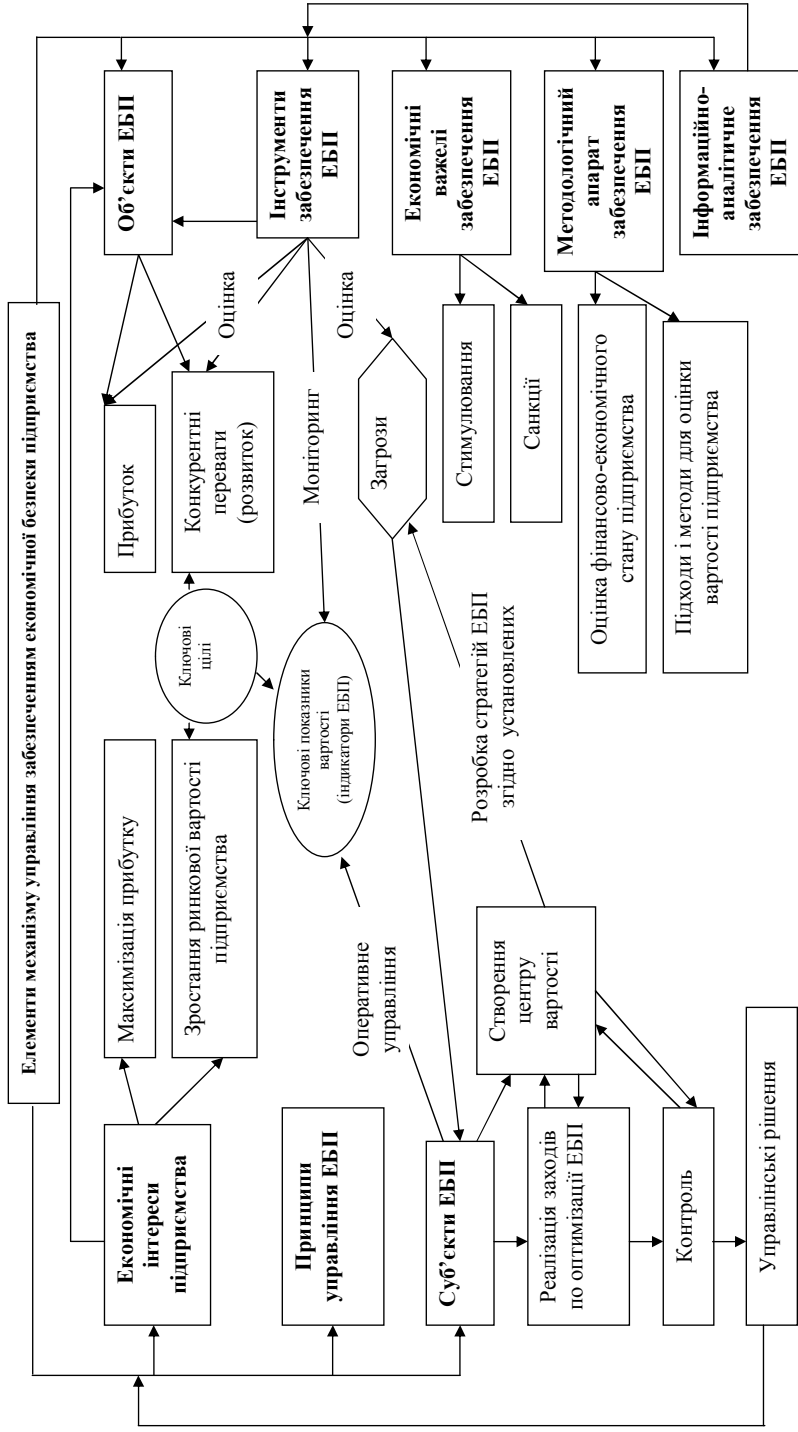 Елементи механізму управління забезпеченням економічної безпеки підприємства
Економічні
інтереси
підприємства
Максимізація прибутку
Зростання ринкової вартості
підприємства
Ключові
цілі
Прибуток
Конкурентні
переваги
(розвиток)
Об’єкти ЕБП
Оцінка
Принципи
управління ЕБП
Ключові показники
вартості
(індикатори ЕБП)
Моніторинг
Інструменти
забезпечення
ЕБП
Оцінка
Оперативне
управління
Загрози
Суб’єкти ЕБП
Економічні
важелі
забезпечення
ЕБП
Стимулювання
Санкції
Створення
центру
вартості
Розробка стратегій ЕБП
згідно установлених
Реалізація заходів
по оптимізації ЕБП
Методологічний
апарат
забезпечення
ЕБП
Оцінка фінансово-економічного
стану підприємства
Підходи і методи для оцінки
вартості підприємства
Контроль
Інформаційно-
аналітичне
забезпечення
ЕБП
Управлінські рішення